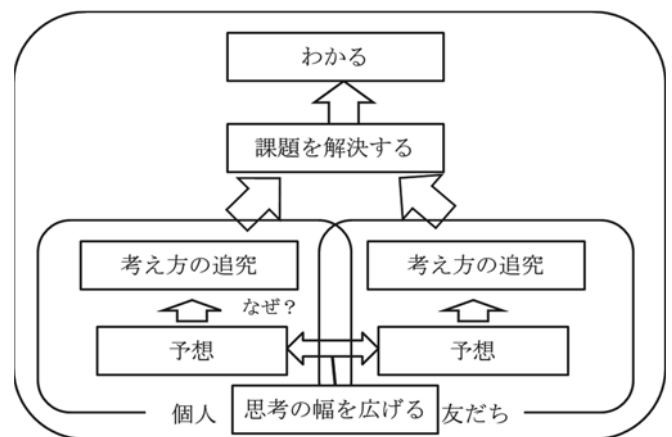 わかる
課題を解決する
考え方の追究
考え方の追究
なぜ？
予想
予想
個人
思考の幅を広げる
友だち